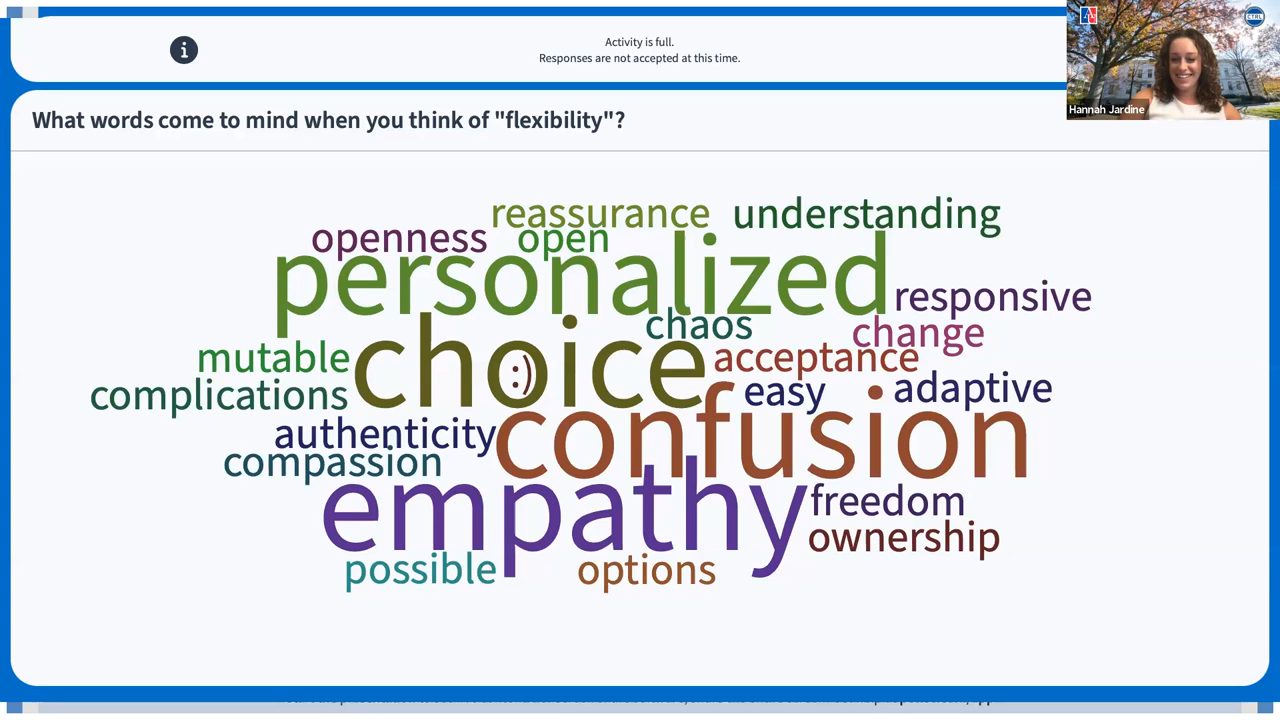 Activity is full.
Responses are not accepted at this time.
Hannah Jardine
What words come to mind when you think of "flexibility"?
reassurance understanding
openness open
personalized
responsive
chaos change
mutable choice acceptance
:)
complications easy adaptive
authenticity confusion
compassion
empathy freedom
ownership
possible options
CTRL